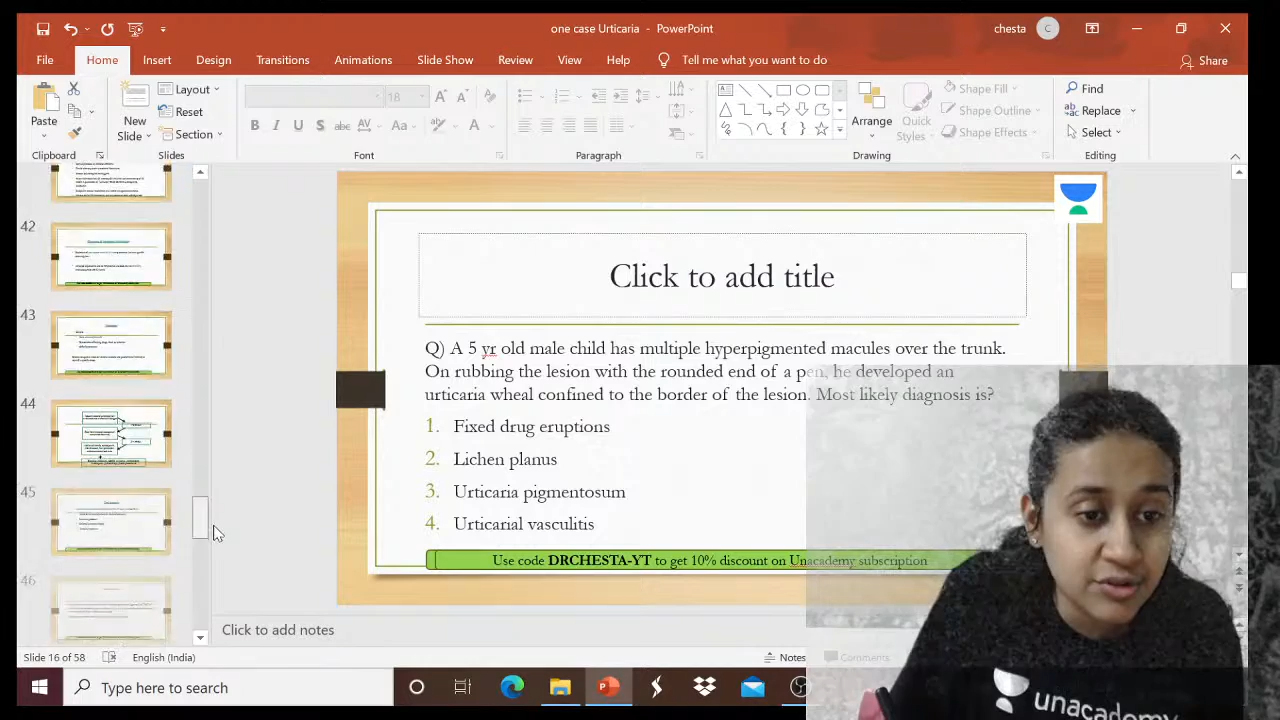 one case Urticaria - PowerPoint
chesta
C
File Home Insert Design Transitions Animations Slide Show Review View Help Tell me what you want to do Share
Paste
Clipboard
New Slide
Layout
Reset
Section
Slides
18
Font
Paragraph
Arrange
Quick Styles
Shape Fill
Shape Outline
Shape Effects
Drawing
Find
Replace
Select
Editing
42
43
44
45
46
Click to add title
Q) A 5 yr old male child has multiple hyperpigmented macules over the trunk.
On rubbing the lesion with the rounded end of a pen, he developed an
urticaria wheal confined to the border of the lesion. Most likely diagnosis is?
1. Fixed drug eruptions
2. Lichen planus
3. Urticaria pigmentosum
4. Urticarial vasculitis
Use code DRCHESTA-YT to get 10% discount on Unacademy subscription
Click to add notes
Slide 16 of 58 English (India) Notes Comments
Type here to search
unacademy